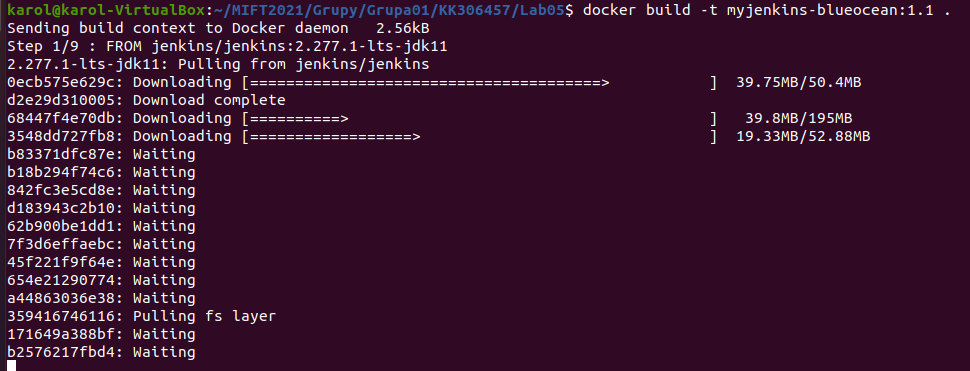 karol@karol-VirtualBox:~/MIFT2021/Grupy/Grupa01/KK306457/Lab05$ docker build -t myjenkins-blueocean:1.1 .
Sending build context to Docker daemon   2.56kB
Step 1/9 : FROM jenkins/jenkins:2.277.1-lts-jdk11
2.277.1-lts-jdk11: Pulling from jenkins/jenkins
0ecb575e629c: Downloading [=======================================>           ]  39.75MB/50.4MB
d2e29d310005: Download complete
68447f4e70db: Downloading [==========>                                        ]   39.8MB/195MB
3548dd727fb8: Downloading [==================>                                ]  19.33MB/52.88MB
b83371dfc87e: Waiting
b18b294f74c6: Waiting
842fc3e5cd8e: Waiting
d183943c2b10: Waiting
62b900be1dd1: Waiting
7f3d6effaebc: Waiting
45f221f9f64e: Waiting
654e21290774: Waiting
a44863036e38: Waiting
359416746116: Pulling fs layer
171649a388bf: Waiting
b2576217fbd4: Waiting